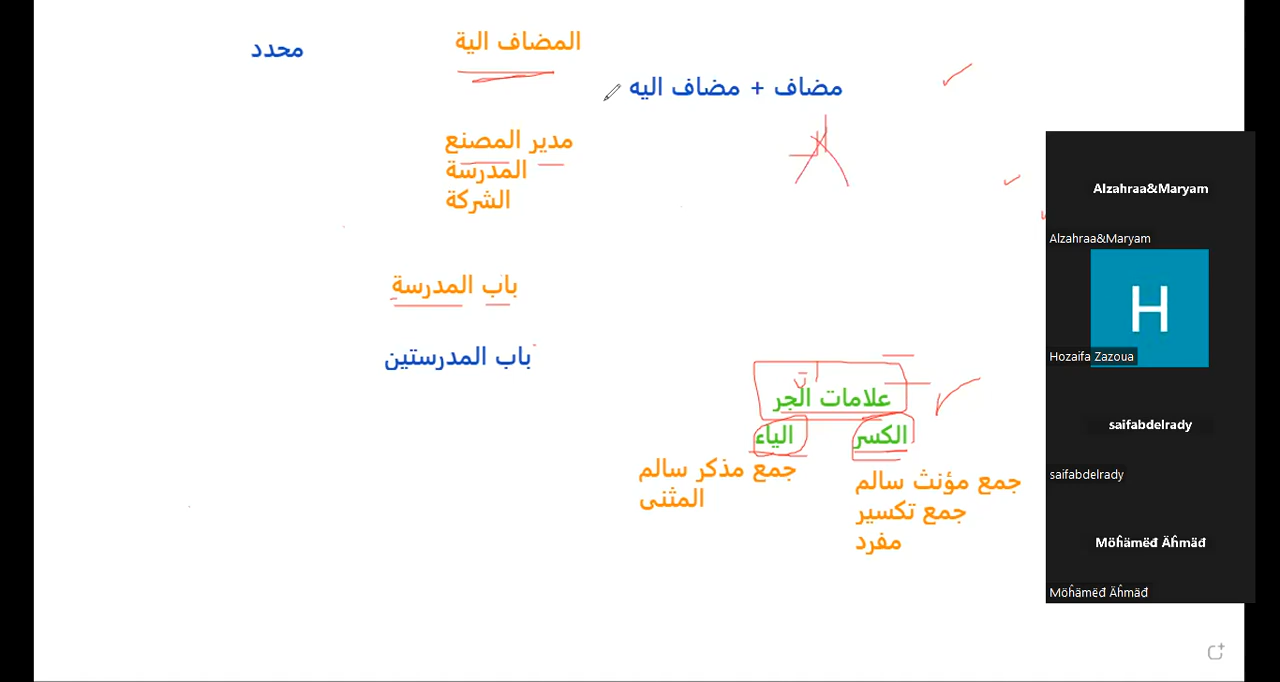 المضاف الية
محدد
مضاف + مضاف اليه
مدير المصنع
المدرسة
الشركة
باب المدرسة
باب المدرستين
علامات الجر
الكسر
الياء
جمع مؤنث سالم
جمع تكسير
مفرد
جمع مذكر سالم
المثنى
Alzahraa&Maryam
Alzahraa&Maryam
H
Hozaifa Zazoua
saifabdelrady
saifabdelrady
Möĥämëđ Äĥmäđ
Möĥämëđ Äĥmäđ